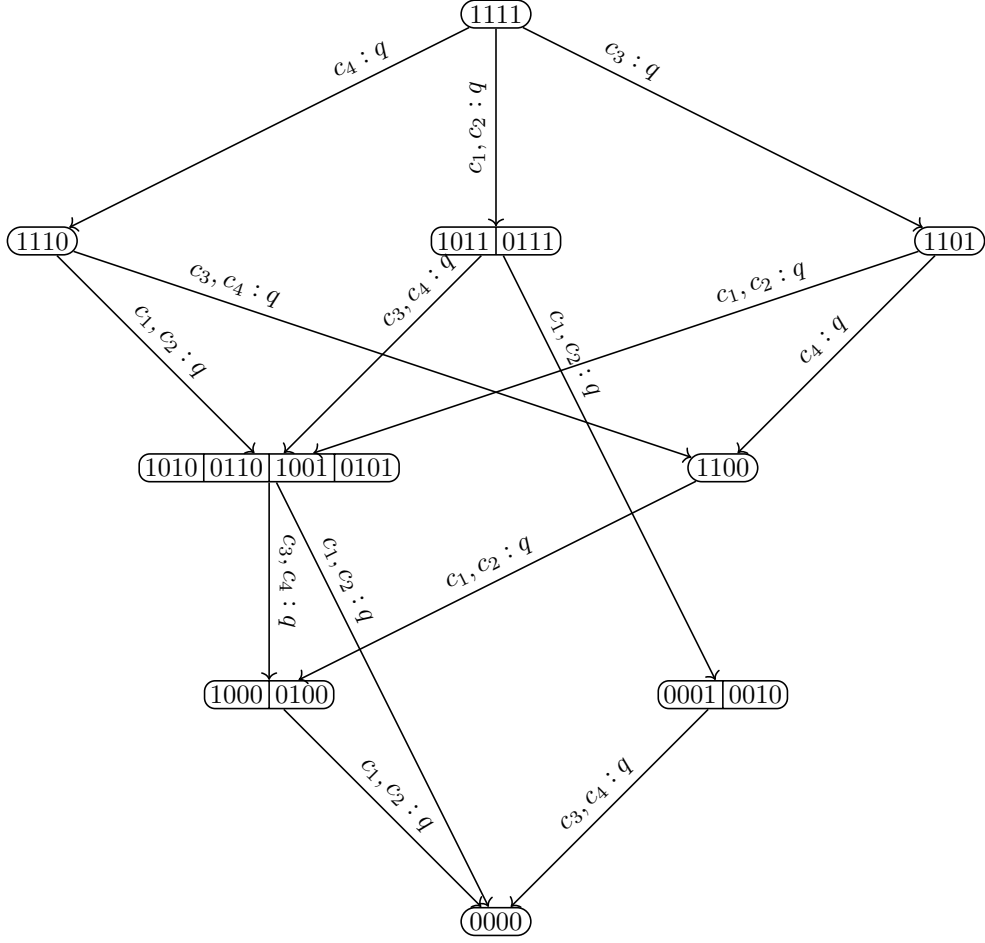 1111
c₄ : q
c₁, c₂ : q
c₃ : q
1110
1011 0111
1101
c₃, c₄ : q
c₃, c₄ : q
c₁, c₂ : q
c₁, c₂ : q
c₁, c₂ : q
c₄ : q
1010 0110 1001 0101
1100
c₃, c₄ : q
c₁, c₂ : q
c₁, c₂ : q
1000 0100
0001 0010
c₁, c₂ : q
c₃, c₄ : q
0000